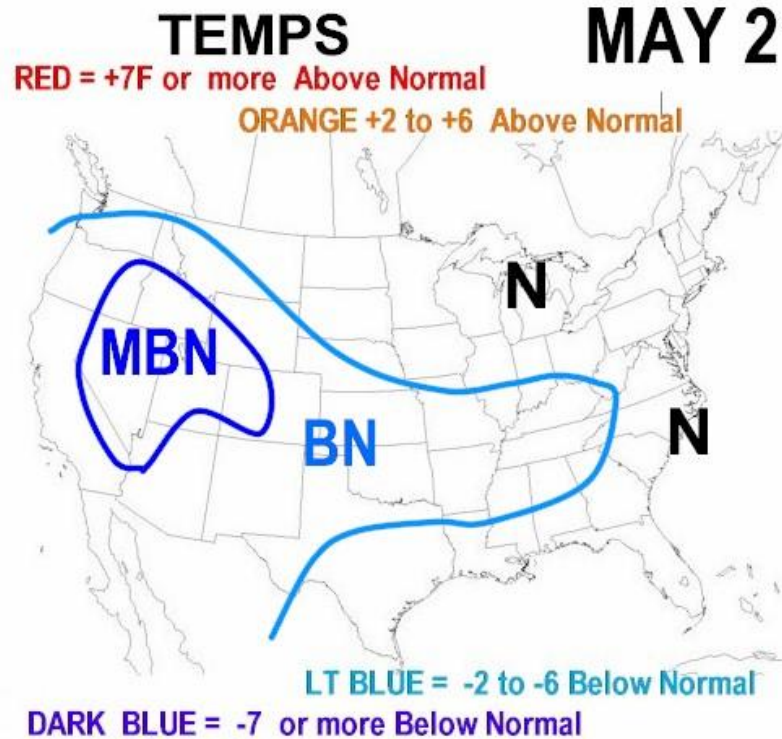 TEMPS
MAY 2
RED = +7F or more Above Normal
ORANGE +2 to +6 Above Normal
N
MBN
BN
N
LT BLUE = -2 to -6 Below Normal
DARK BLUE = -7 or more Below Normal